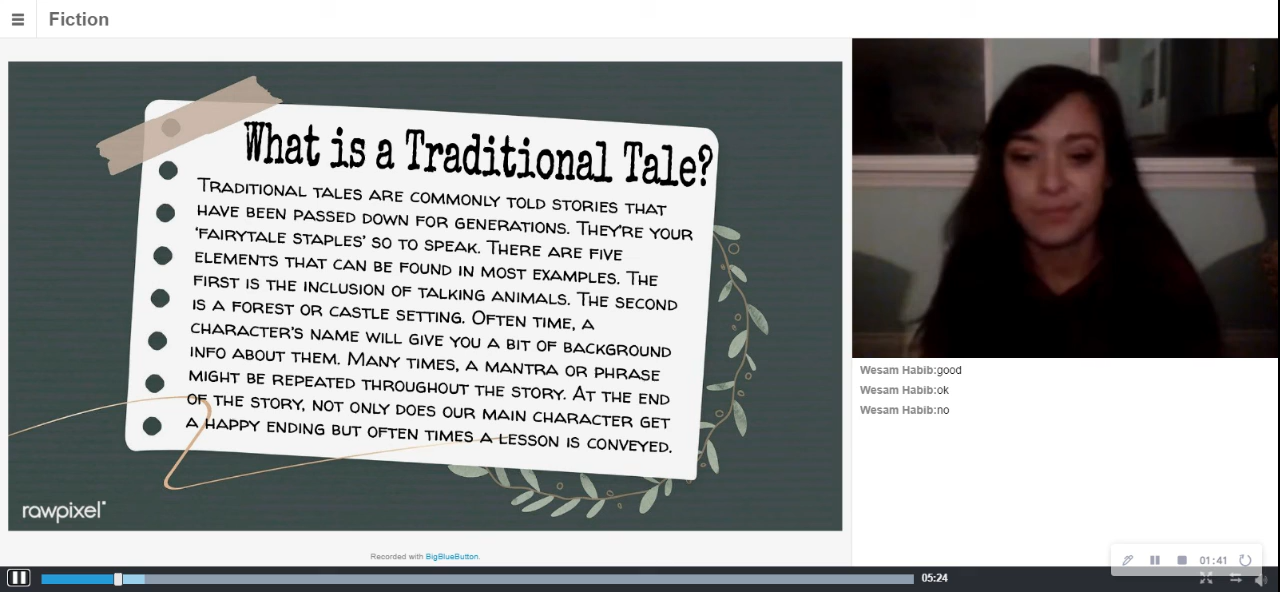 Fiction
What is a Traditional Tale?
Traditional tales are commonly told stories that
have been passed down for generations. They're your
'fairytale staples' so to speak. There are five
elements that can be found in most examples. The
first is the inclusion of talking animals. The second
is a forest or castle setting. Often time, a
character's name will give you a bit of background
info about them. Many times, a mantra or phrase
might be repeated throughout the story. At the end
of the story, not only does our main character get
a happy ending but often times a lesson is conveyed.
rawpixel
Recorded with BigBlueButton.
Wesam Habib:good
Wesam Habib:ok
Wesam Habib:no
01:41
05:24